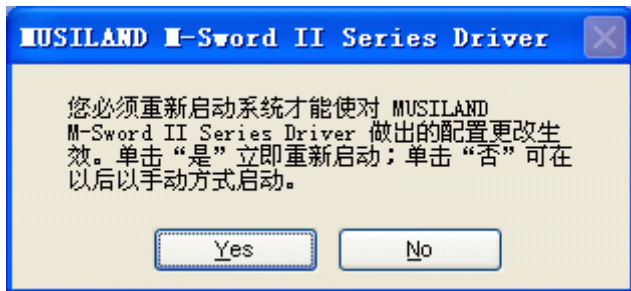 MUSILAND M-Sword II Series Driver
您必须重新启动系统才能使对 MUSILAND
M-Sword II Series Driver 做出的配置更改生
效。单击“是”立即重新启动；单击“否”可在
以后以手动方式启动。
Yes No